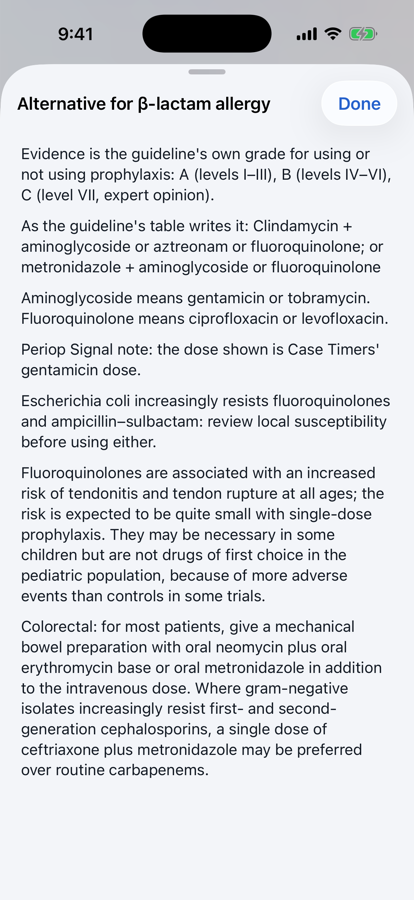 9:41
Alternative for β-lactam allergy
Done
Evidence is the guideline's own grade for using or
not using prophylaxis: A (levels I–III), B (levels IV–VI),
C (level VII, expert opinion).
As the guideline's table writes it: Clindamycin +
aminoglycoside or aztreonam or fluoroquinolone; or
metronidazole + aminoglycoside or fluoroquinolone
Aminoglycoside means gentamicin or tobramycin.
Fluoroquinolone means ciprofloxacin or levofloxacin.
Periop Signal note: the dose shown is Case Timers'
gentamicin dose.
Escherichia coli increasingly resists fluoroquinolones
and ampicillin–sulbactam: review local susceptibility
before using either.
Fluoroquinolones are associated with an increased
risk of tendonitis and tendon rupture at all ages; the
risk is expected to be quite small with single-dose
prophylaxis. They may be necessary in some
children but are not drugs of first choice in the
pediatric population, because of more adverse
events than controls in some trials.
Colorectal: for most patients, give a mechanical
bowel preparation with oral neomycin plus oral
erythromycin base or oral metronidazole in addition
to the intravenous dose. Where gram-negative
isolates increasingly resist first- and second-
generation cephalosporins, a single dose of
ceftriaxone plus metronidazole may be preferred
over routine carbapenems.